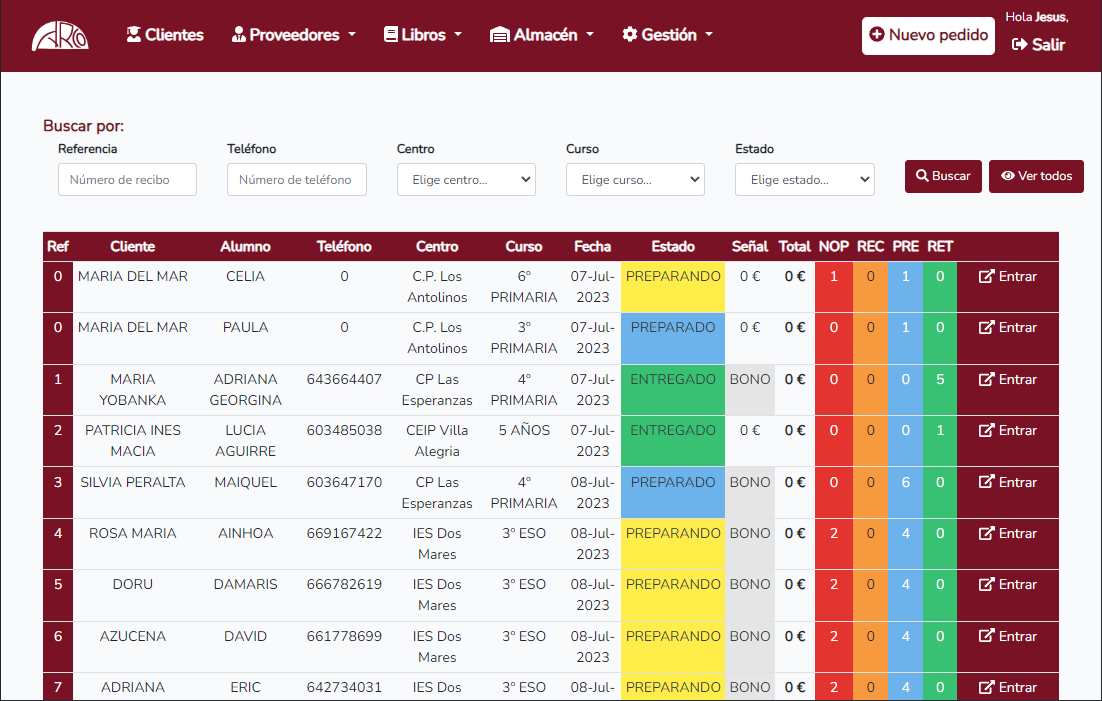 ARO
Clientes Proveedores Libros Almacén Gestión Nuevo pedido Hola Jesus, Salir
Buscar por:
Referencia Teléfono Centro Curso Estado
Número de recibo Número de teléfono Elige centro... Elige curso... Elige estado... Buscar Ver todos
Ref Cliente Alumno Teléfono Centro Curso Fecha Estado Señal Total NOP REC PRE RET
0 MARIA DEL MAR CELIA 0 C.P. Los 6º 07-Jul- PREPARANDO 0 € 0 € 1 0 1 0 Entrar
Antolinos PRIMARIA 2023
0 MARIA DEL MAR PAULA 0 C.P. Los 3º 07-Jul- PREPARADO 0 € 0 € 0 0 1 0 Entrar
Antolinos PRIMARIA 2023
1 MARIA ADRIANA 643664407 CP Las 4º 07-Jul- ENTREGADO BONO 0 € 0 0 0 5 Entrar
YOBANKA GEORGINA Esperanzas PRIMARIA 2023
2 PATRICIA INES LUCIA 603485038 CEIP Villa 5 AÑOS 07-Jul- ENTREGADO 0 € 0 € 0 0 0 1 Entrar
MACIA AGUIRRE Alegria 2023
3 SILVIA PERALTA MAIQUEL 603647170 CP Las 4º 08-Jul- PREPARADO BONO 0 € 0 0 6 0 Entrar
Esperanzas PRIMARIA 2023
4 ROSA MARIA AINHOA 669167422 IES Dos 3º ESO 08-Jul- PREPARANDO BONO 0 € 2 0 4 0 Entrar
Mares 2023
5 DORU DAMARIS 666782619 IES Dos 3º ESO 08-Jul- PREPARANDO BONO 0 € 2 0 4 0 Entrar
Mares 2023
6 AZUCENA DAVID 661778699 IES Dos 3º ESO 08-Jul- PREPARANDO BONO 0 € 2 0 4 0 Entrar
Mares 2023
7 ADRIANA ERIC 642734031 IES Dos 3º ESO 08-Jul- PREPARANDO BONO 0 € 2 0 4 0 Entrar